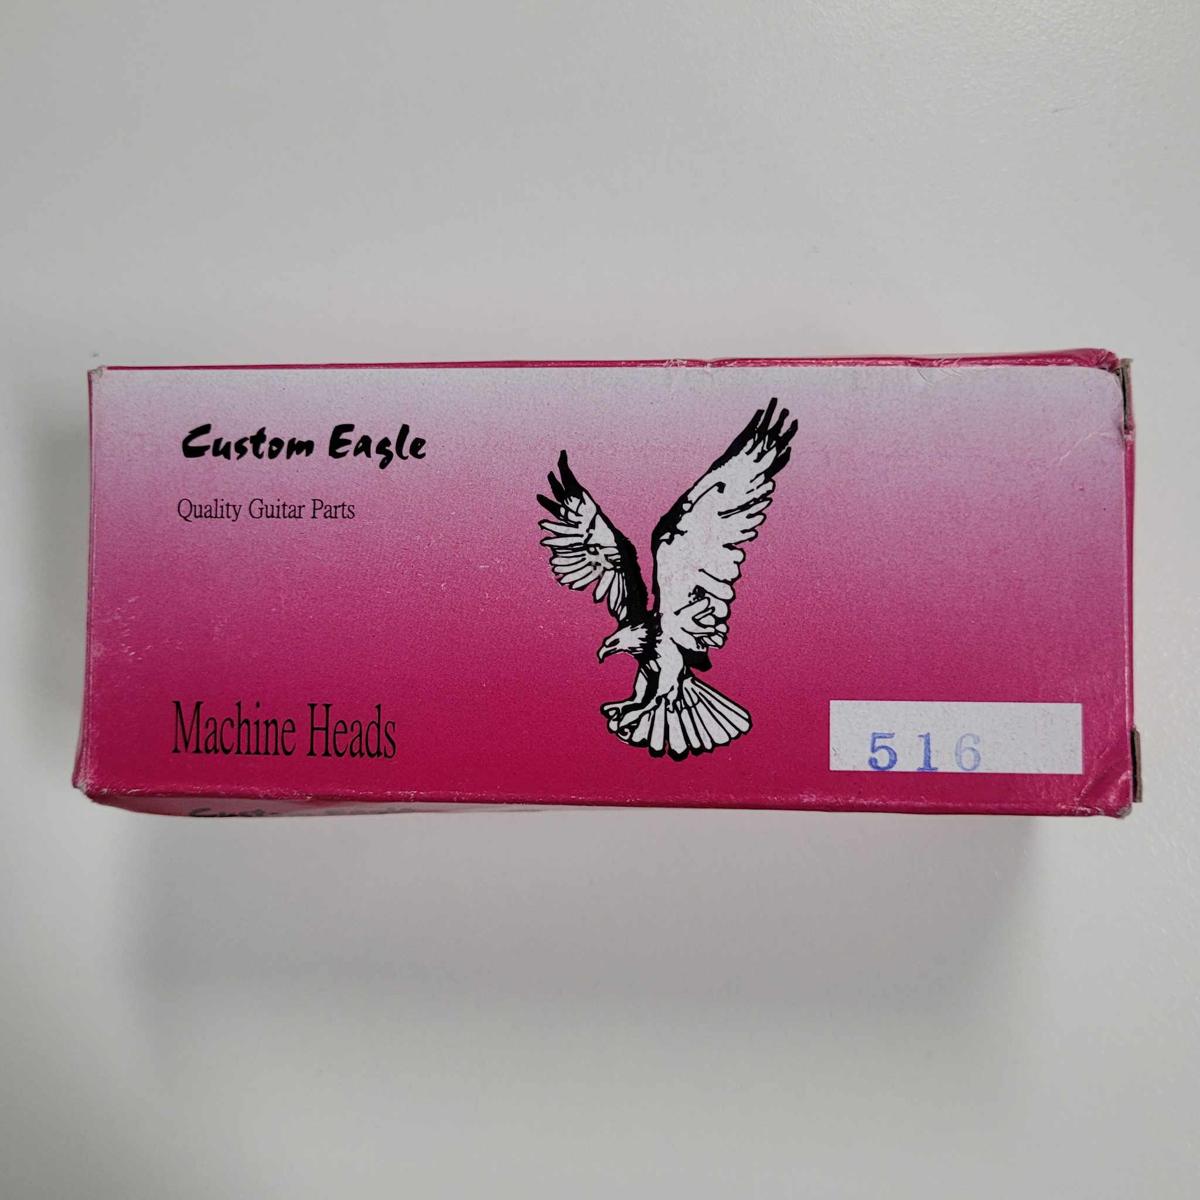 Custom Eagle
Quality Guitar Parts
Machine Heads
516